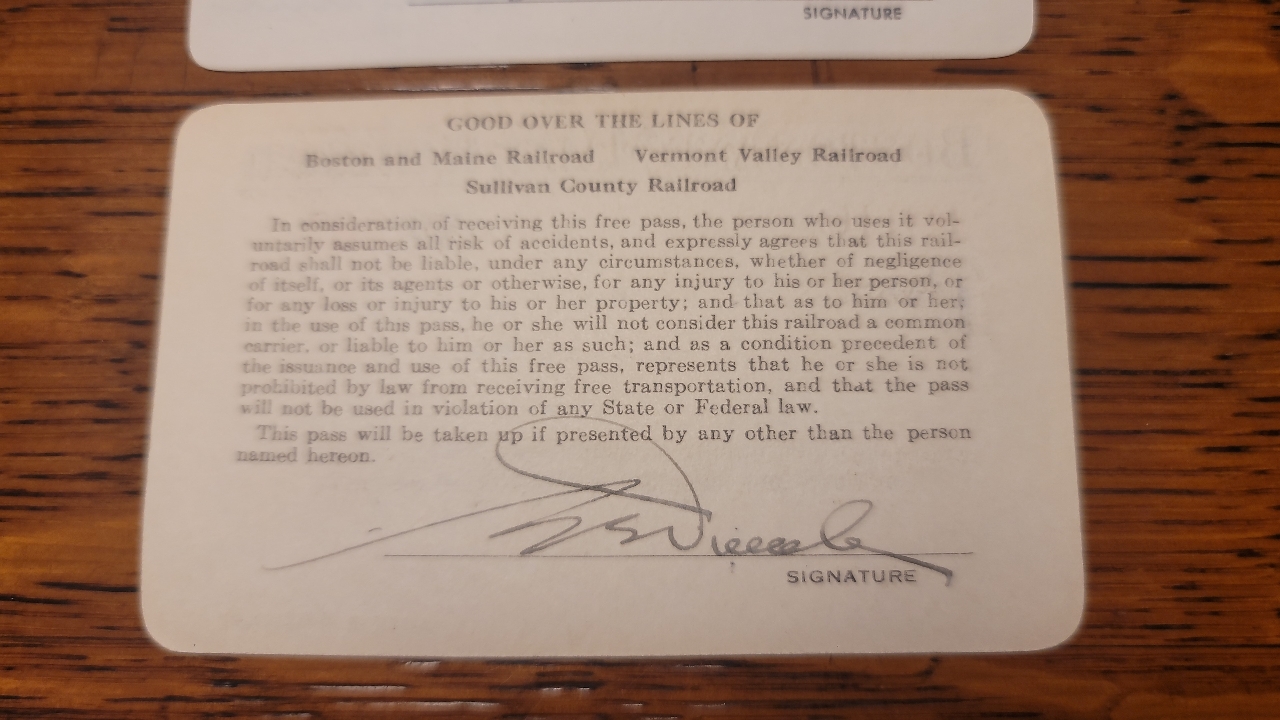 SIGNATURE
GOOD OVER THE LINES OF
Boston and Maine Railroad Vermont Valley Railroad
Sullivan County Railroad
In consideration of receiving this free pass, the person who uses it vol-
untarily assumes all risk of accidents, and expressly agrees that this rail-
road shall not be liable, under any circumstances, whether of negligence
of itself, or its agents or otherwise, for any injury to his or her person, or
for any loss or injury to his or her property; and that as to him or her,
in the use of this pass, he or she will not consider this railroad a common
carrier, or liable to him or her as such; and as a condition precedent of
the issuance and use of this free pass, represents that he or she is not
prohibited by law from receiving free transportation, and that the pass
will not be used in violation of any State or Federal law.
This pass will be taken up if presented by any other than the person
named hereon.
SIGNATURE